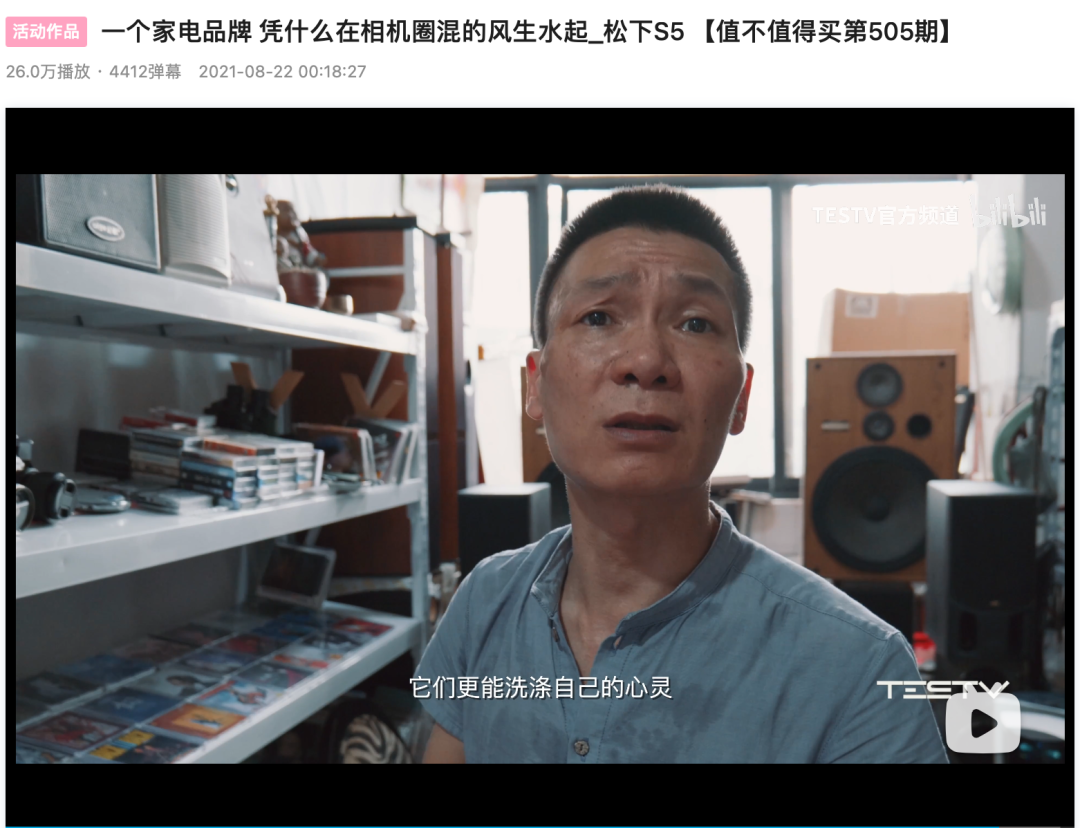 活动作品 一个家电品牌 凭什么在相机圈混的风生水起_松下S5 【值不值得买第505期】
26.0万播放 · 4412弹幕 2021-08-22 00:18:27
TESTV官方频道 bilibili
它们更能洗涤自己的心灵
TESTV